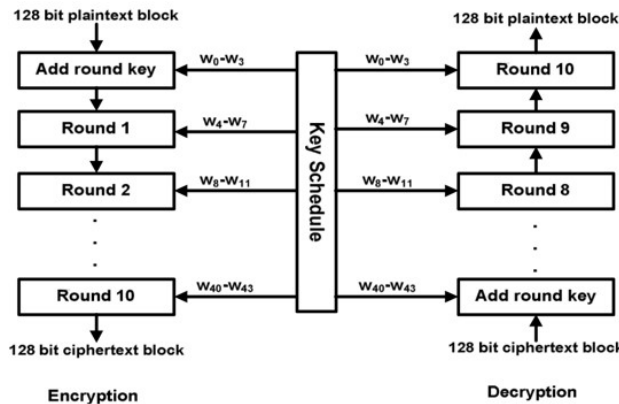 128 bit plaintext block
128 bit plaintext block
Add round key
W0-W3
W0-W3
Round 10
Round 1
W4-W7
W4-W7
Round 9
Round 2
W8-W11
W8-W11
Round 8
Key Schedule
Round 10
W40-W43
W40-W43
Add round key
128 bit ciphertext block
128 bit ciphertext block
Encryption
Decryption